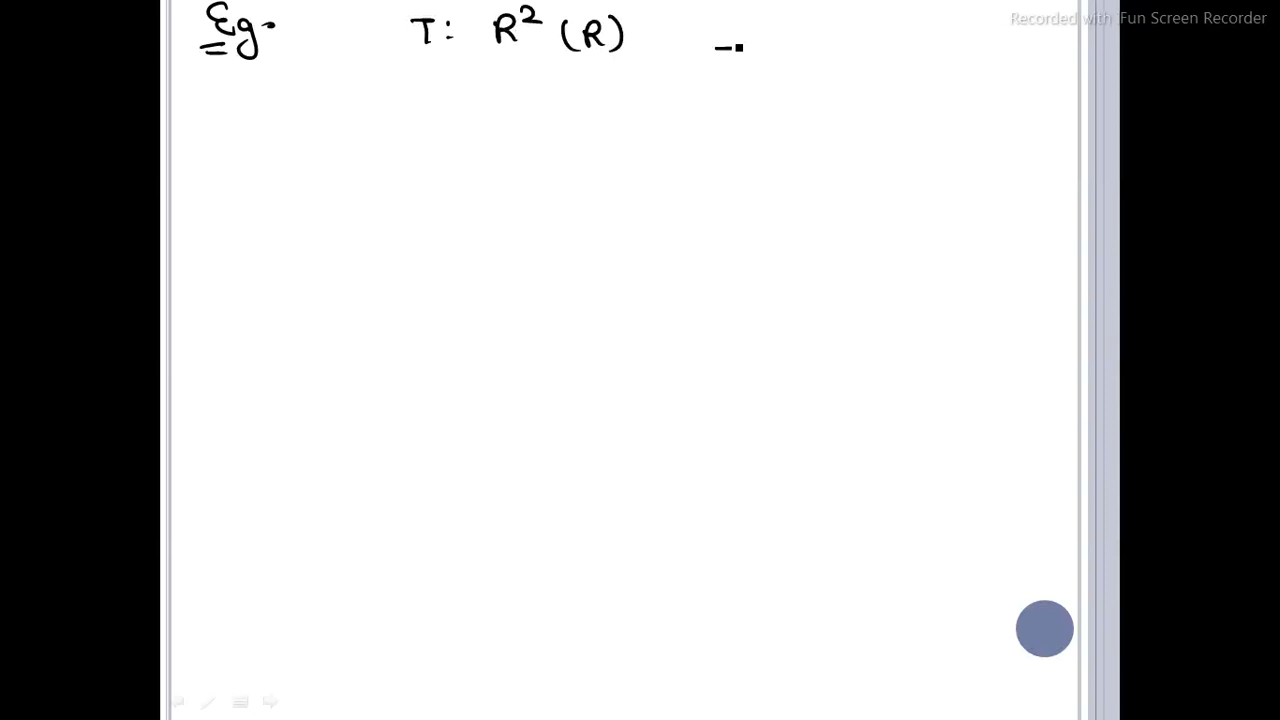 Recorded with Fun Screen Recorder
Eg. T: R² (R) –